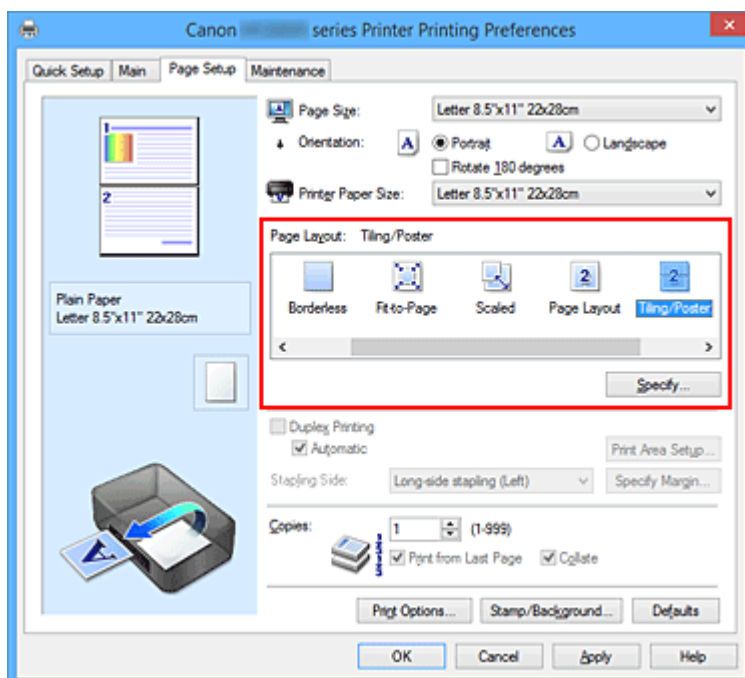 Canon series Printer Printing Preferences
Quick Setup Main Page Setup Maintenance
Page Size: Letter 8.5"x11" 22x28cm
Orientation: A Portrait A Landscape
Rotate 180 degrees
Printer Paper Size: Letter 8.5"x11" 22x28cm
1
2
Page Layout: Tiling/Poster
2 2
Borderless Fit-to-Page Scaled Page Layout Tiling/Poster
Specify...
Plain Paper
Letter 8.5"x11" 22x28cm
Duplex Printing
Automatic
Print Area Setup...
Stapling Side: Long-side stapling (Left) Specify Margin...
Copies: 1 (1-999)
Print from Last Page Collate
A
Print Options... Stamp/Background... Defaults
OK Cancel Apply Help